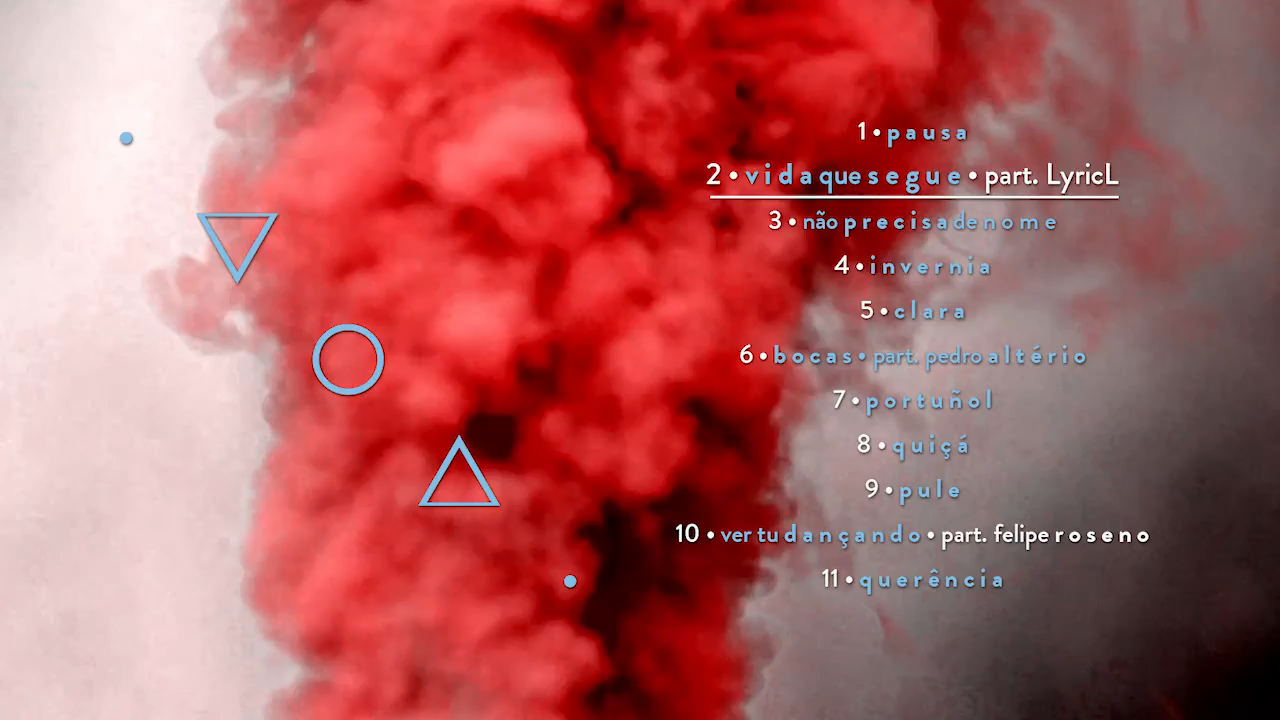 1 • pausa
2 • vida que segue • part. LyricL
3 • não precisa de nome
4 • invernia
5 • clara
6 • bocas • part. pedro altério
7 • portuñol
8 • quiçá
9 • pule
10 • ver tu dançando • part. felipe roseno
11 • querência